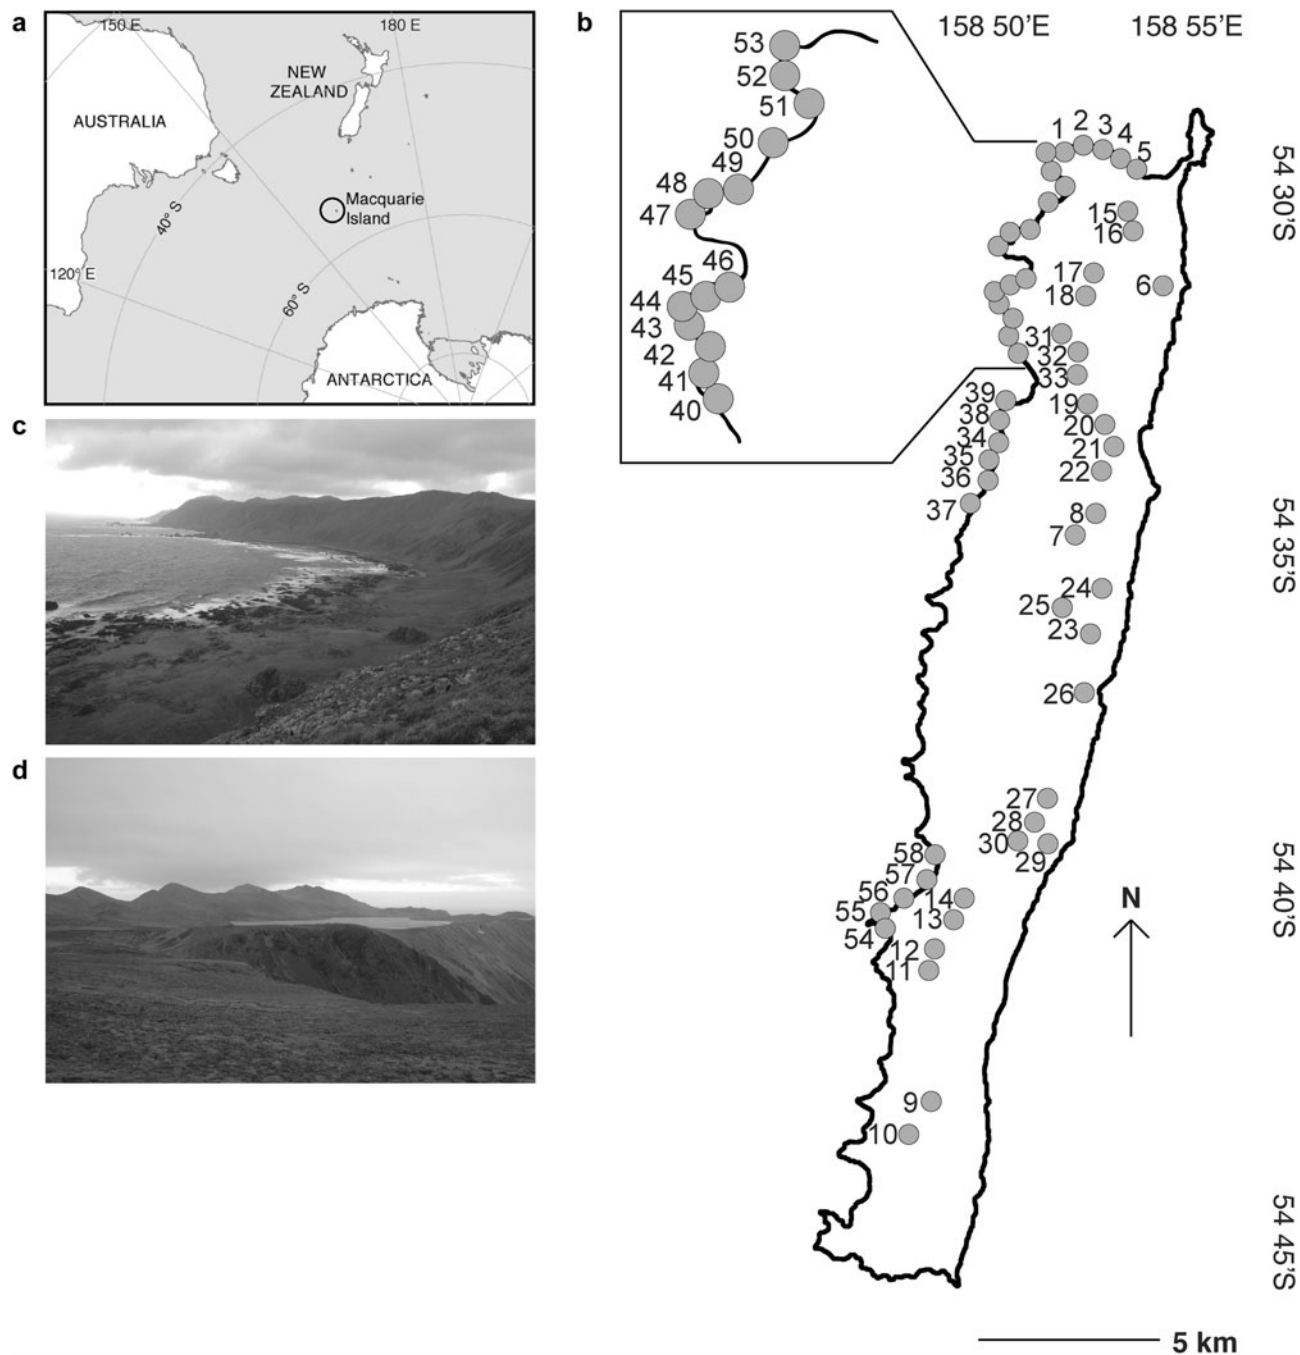 a
150 E
180 E
NEW
ZEALAND
AUSTRALIA
Macquarie
Island
40° S
120° E
60° S
ANTARCTICA
c
d
b
158 50'E
158 55'E
53
52
51
50
49
48
47
46
45
44
43
42
41
40
1
2
3
4
5
54 30'S
15
16
17
6
18
31
32
33
39
19
38
20
34
21
35
22
36
37
8
7
54 35'S
24
25
23
26
27
28
30
29
58
54 40'S
57
56
14
55
13
54
12
11
N
9
10
54 45'S
5 km